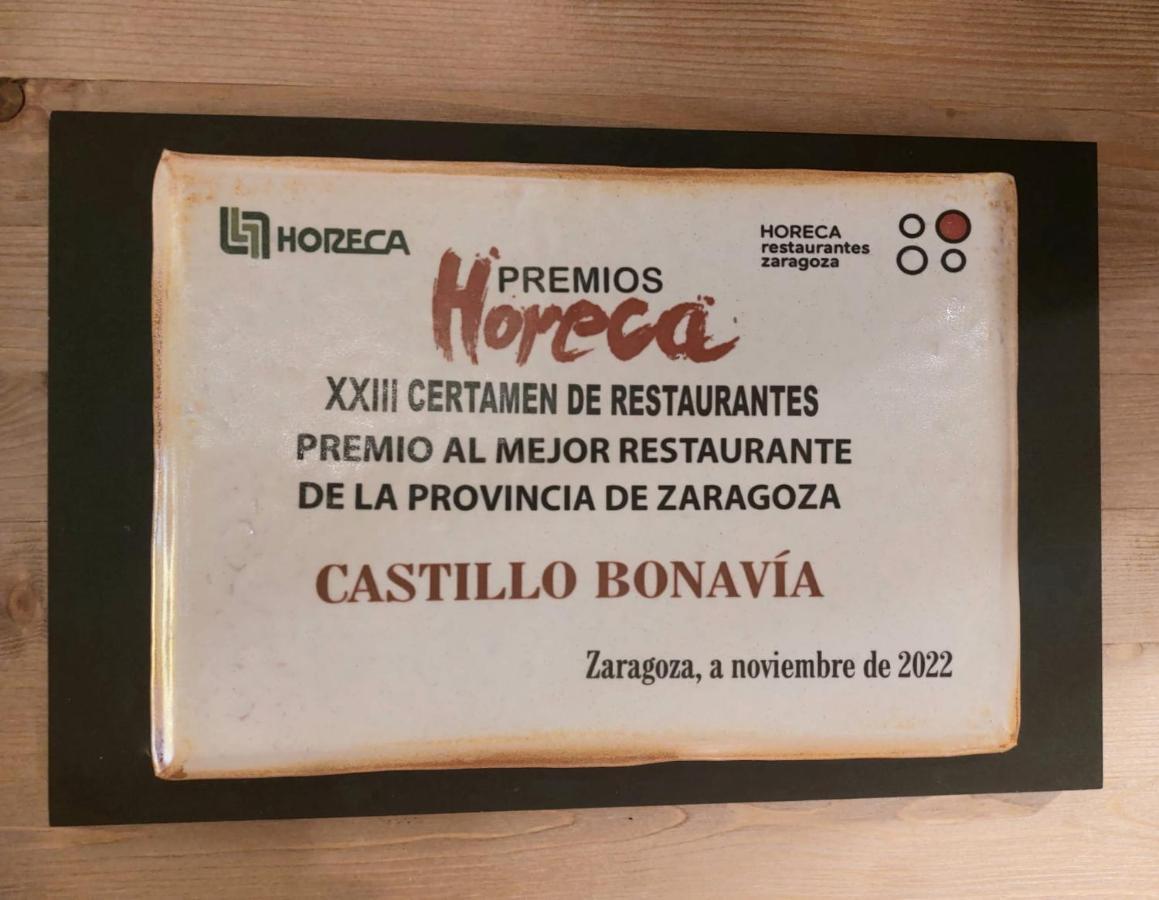 HORECA
HORECA
restaurantes
zaragoza
PREMIOS
Horeca
XXIII CERTAMEN DE RESTAURANTES
PREMIO AL MEJOR RESTAURANTE
DE LA PROVINCIA DE ZARAGOZA
CASTILLO BONAVÍA
Zaragoza, a noviembre de 2022